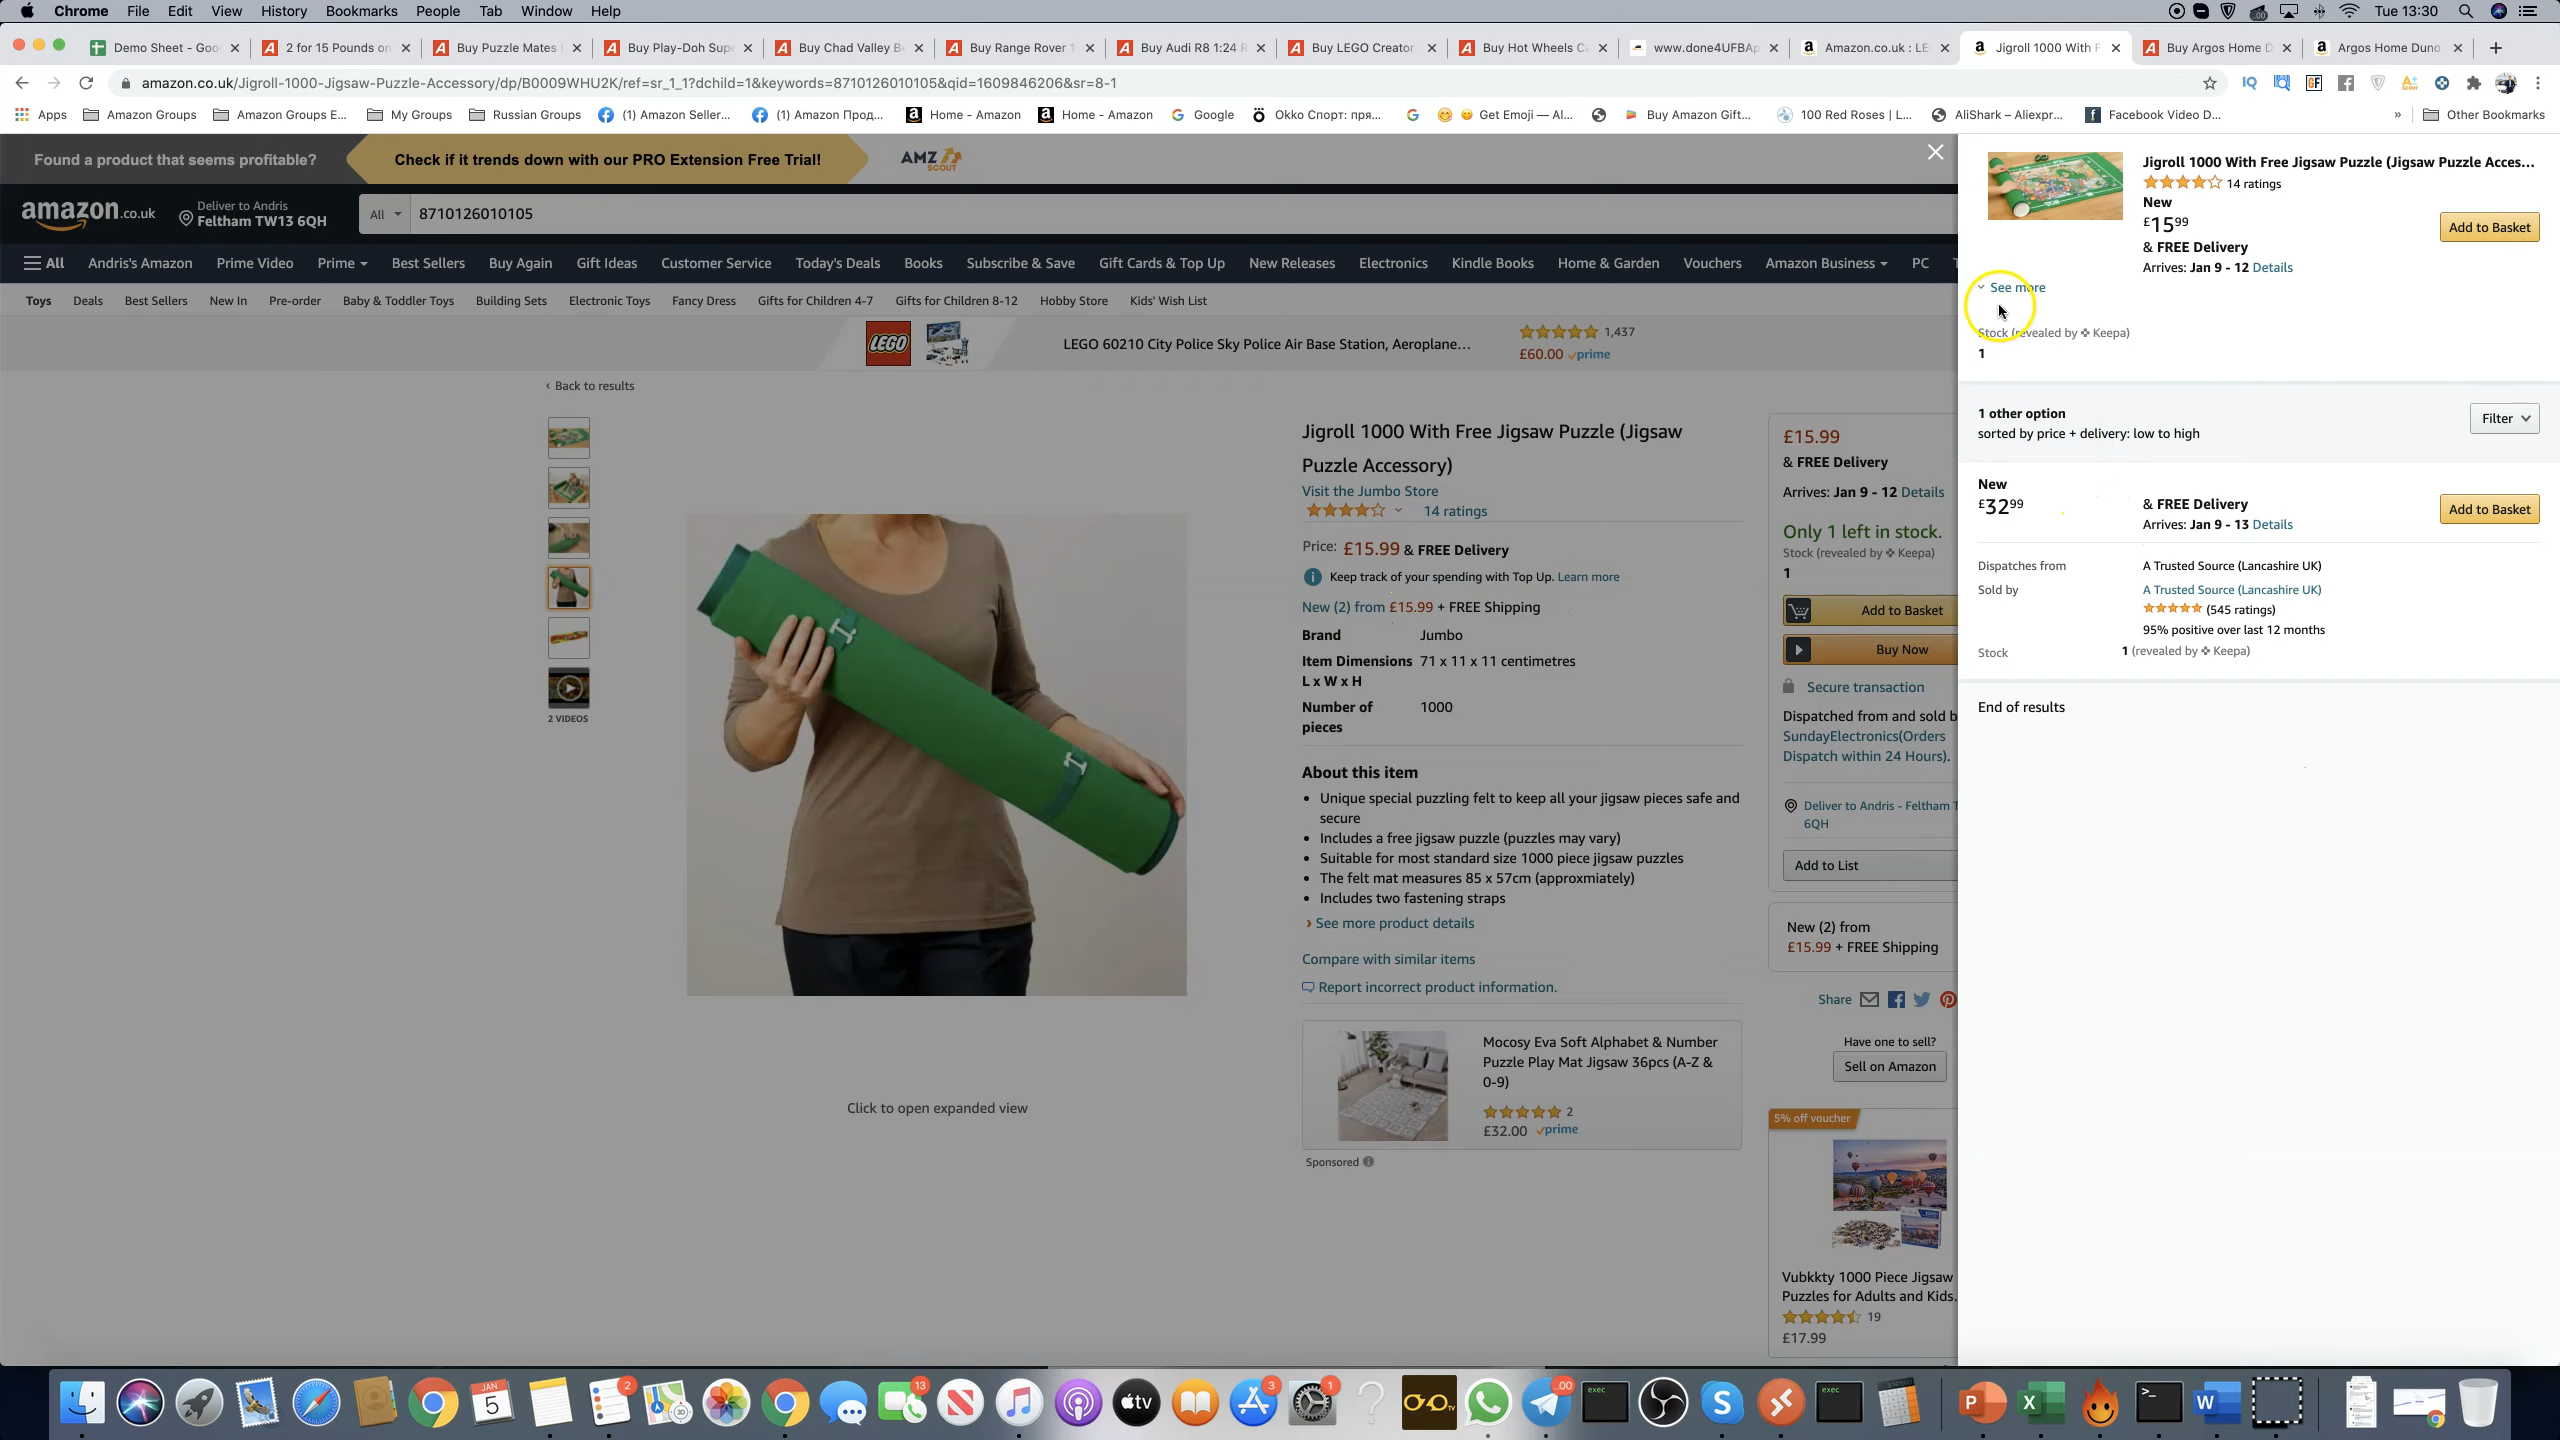 Chrome File Edit View History Bookmarks People Tab Window Help
Tue 13:30
Demo Sheet - Goo
2 for 15 Pounds on
Buy Puzzle Mates
Buy Play-Doh Supe
Buy Chad Valley Be
Buy Range Rover 1
Buy Audi R8 1:24 R
Buy LEGO Creator
Buy Hot Wheels Ca
www.done4UFBAp
Amazon.co.uk : LE
Jigroll 1000 With F
Buy Argos Home D
Argos Home Duno
amazon.co.uk/Jigroll-1000-Jigsaw-Puzzle-Accessory/dp/B0009WHU2K/ref=sr_1_1?dchild=1&keywords=8710126010105&qid=1609846206&sr=8-1
Apps
Amazon Groups
Amazon Groups E...
My Groups
Russian Groups
(1) Amazon Seller...
(1) Amazon Прод...
Home - Amazon
Home - Amazon
Google
Okko Спорт: пря...
Get Emoji — Al...
Buy Amazon Gift...
100 Red Roses | L...
AliShark – Aliexpr...
Facebook Video D...
»
Other Bookmarks
Found a product that seems profitable?
Check if it trends down with our PRO Extension Free Trial!
AMZ SCOUT
amazon.co.uk
Deliver to Andris
Feltham TW13 6QH
All
8710126010105
All Andris's Amazon Prime Video Prime Best Sellers Buy Again Gift Ideas Customer Service Today's Deals Books Subscribe & Save Gift Cards & Top Up New Releases Electronics Kindle Books Home & Garden Vouchers Amazon Business PC
Toys Deals Best Sellers New In Pre-order Baby & Toddler Toys Building Sets Electronic Toys Fancy Dress Gifts for Children 4-7 Gifts for Children 8-12 Hobby Store Kids' Wish List
LEGO
LEGO 60210 City Police Sky Police Air Base Station, Aeroplane...
1,437
£60.00 prime
‹ Back to results
2 VIDEOS
Click to open expanded view
Jigroll 1000 With Free Jigsaw Puzzle (Jigsaw
Puzzle Accessory)
Visit the Jumbo Store
14 ratings
Price: £15.99 & FREE Delivery
Keep track of your spending with Top Up. Learn more
New (2) from £15.99 + FREE Shipping
Brand Jumbo
Item Dimensions 71 x 11 x 11 centimetres
L x W x H
Number of 1000
pieces
About this item
• Unique special puzzling felt to keep all your jigsaw pieces safe and
secure
• Includes a free jigsaw puzzle (puzzles may vary)
• Suitable for most standard size 1000 piece jigsaw puzzles
• The felt mat measures 85 x 57cm (approxmiately)
• Includes two fastening straps
› See more product details
Compare with similar items
Report incorrect product information.
Mocosy Eva Soft Alphabet & Number
Puzzle Play Mat Jigsaw 36pcs (A-Z &
0-9)
2
£32.00 prime
Sponsored
£15.99
& FREE Delivery
Arrives: Jan 9 - 12 Details
Only 1 left in stock.
Stock (revealed by Keepa)
1
Add to Basket
Buy Now
Secure transaction
Dispatched from and sold b
SundayElectronics(Orders
Dispatch within 24 Hours).
Deliver to Andris - Feltham T
6QH
Add to List
New (2) from
£15.99 + FREE Shipping
Share
Have one to sell?
Sell on Amazon
5% off voucher
Vubkkty 1000 Piece Jigsaw
Puzzles for Adults and Kids.
19
£17.99
Jigroll 1000 With Free Jigsaw Puzzle (Jigsaw Puzzle Acces...
14 ratings
New
£15 99
& FREE Delivery
Arrives: Jan 9 - 12 Details
Add to Basket
See more
Stock (revealed by Keepa)
1
1 other option
sorted by price + delivery: low to high
Filter
New
£32 99
& FREE Delivery
Arrives: Jan 9 - 13 Details
Add to Basket
Dispatches from A Trusted Source (Lancashire UK)
Sold by A Trusted Source (Lancashire UK)
(545 ratings)
95% positive over last 12 months
Stock 1 (revealed by Keepa)
End of results
JAN
5
2
13
tv
3
1
..00
exec
exec